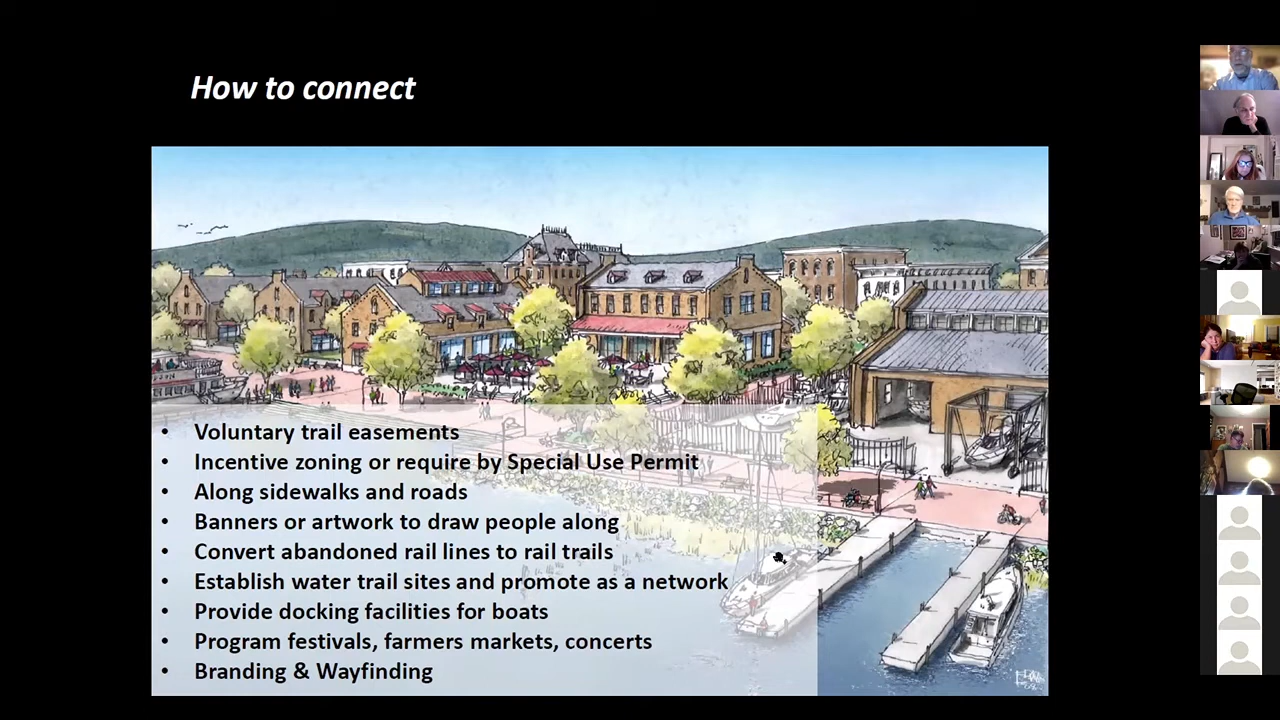 How to connect
• Voluntary trail easements
• Incentive zoning or require by Special Use Permit
• Along sidewalks and roads
• Banners or artwork to draw people along
• Convert abandoned rail lines to rail trails
• Establish water trail sites and promote as a network
• Provide docking facilities for boats
• Program festivals, farmers markets, concerts
• Branding & Wayfinding